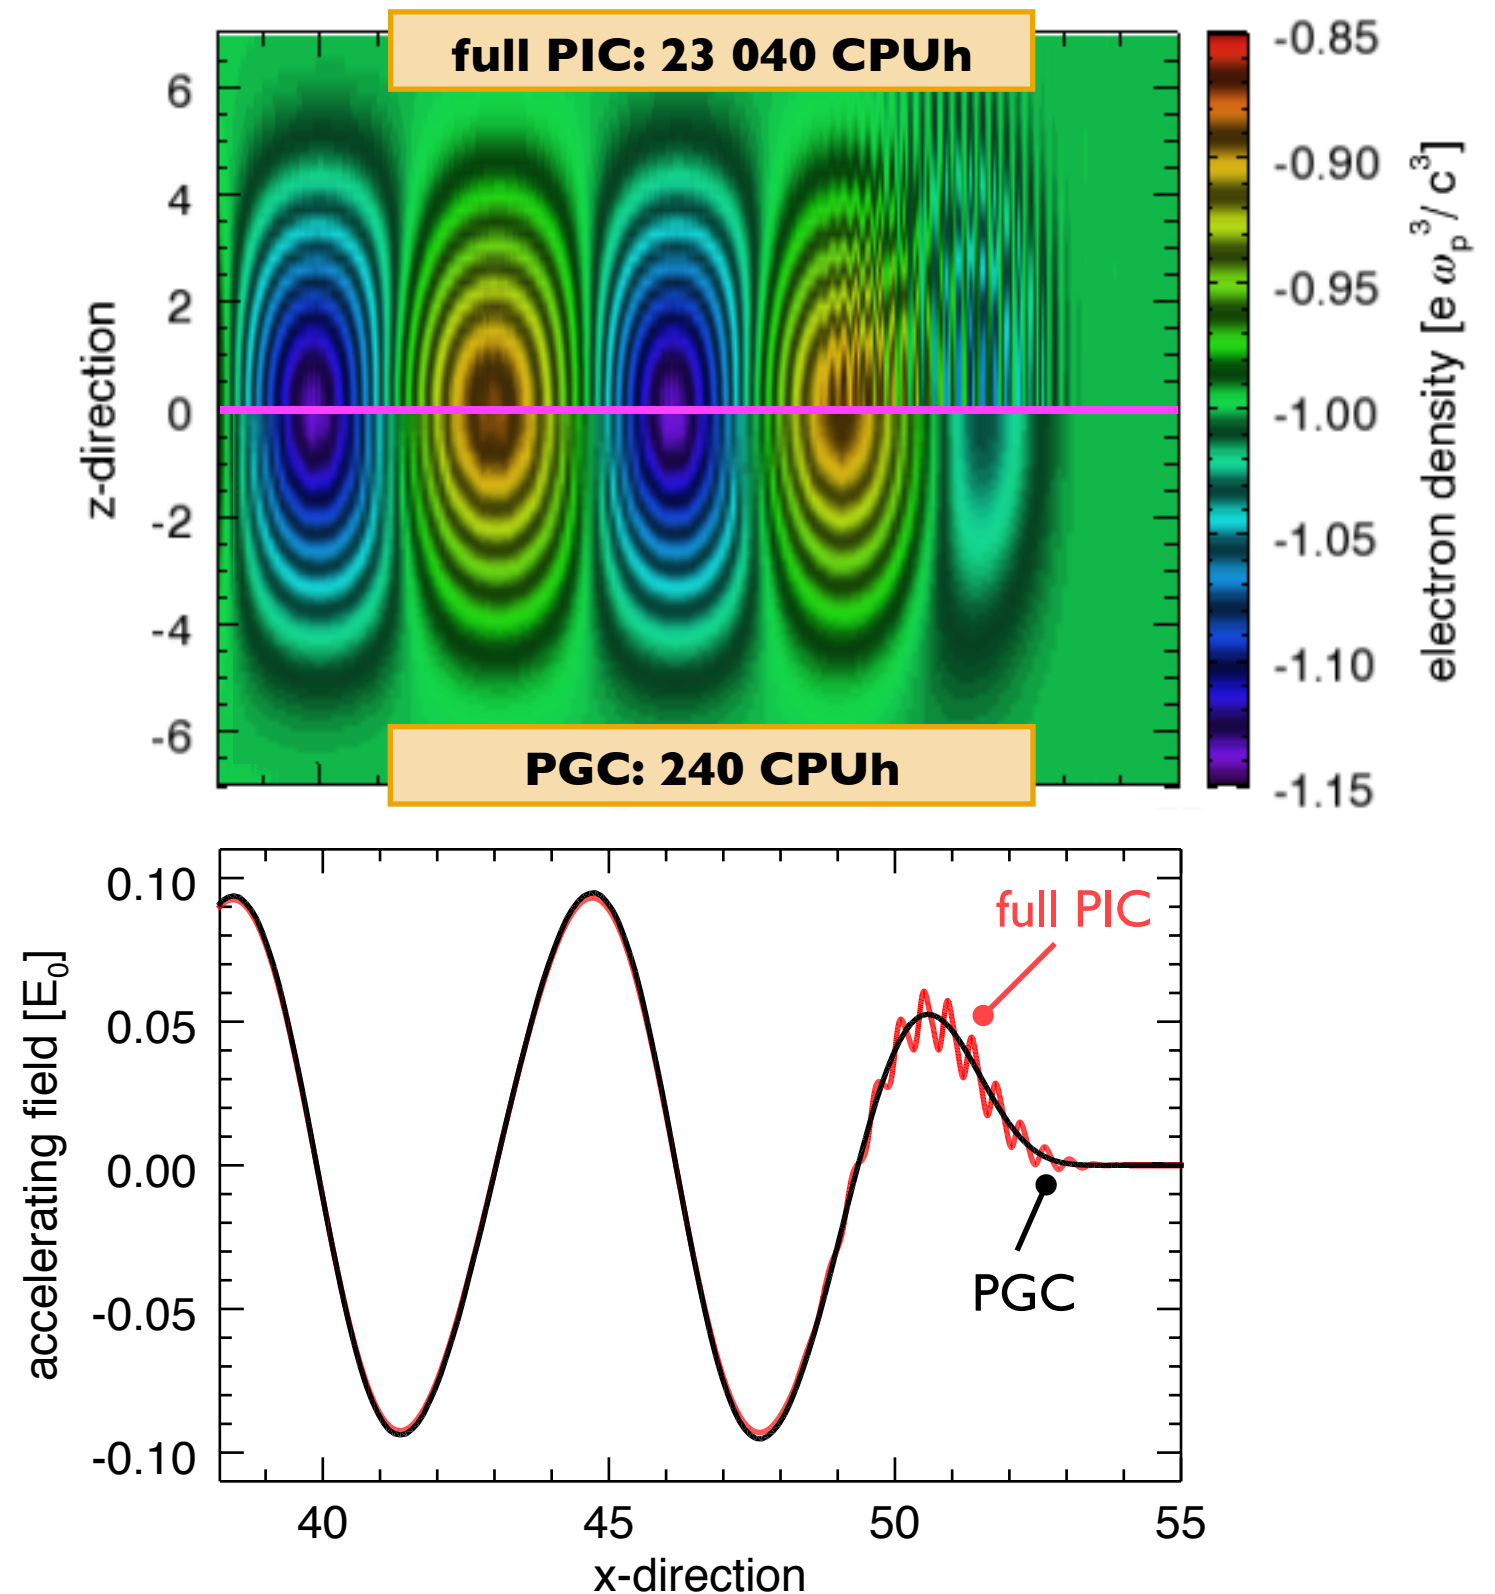 full PIC: 23 040 CPUh
6
4
2
0
-2
-4
-6
z-direction
PGC: 240 CPUh
-0.85
-0.90
-0.95
-1.00
-1.05
-1.10
-1.15
electron density [e ωp³/ c³]
0.10
0.05
0.00
-0.05
-0.10
accelerating field [E₀]
full PIC
PGC
40
45
50
55
x-direction